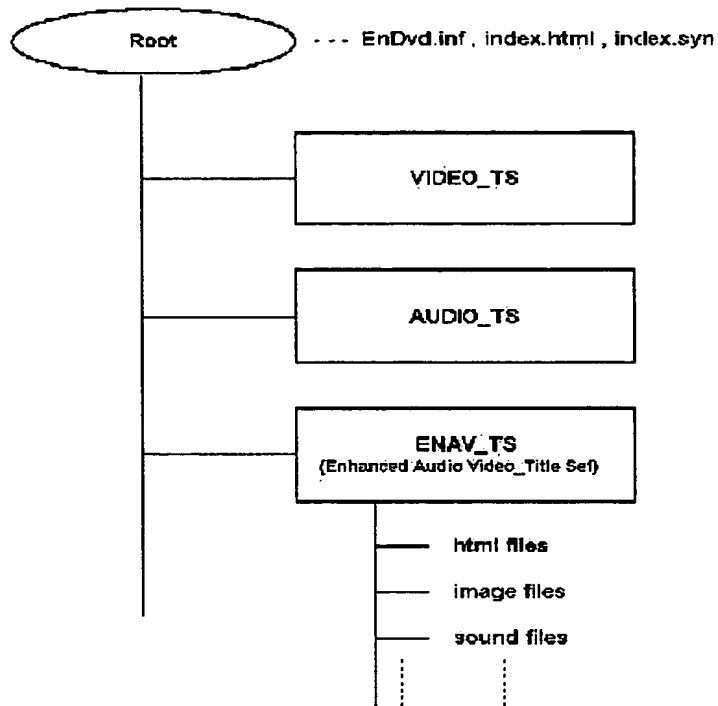 Root --- EnDvd.inf , index.html , index.syn
VIDEO_TS
AUDIO_TS
ENAV_TS
(Enhanced Audio Video_Title Set)
html files
image files
sound files